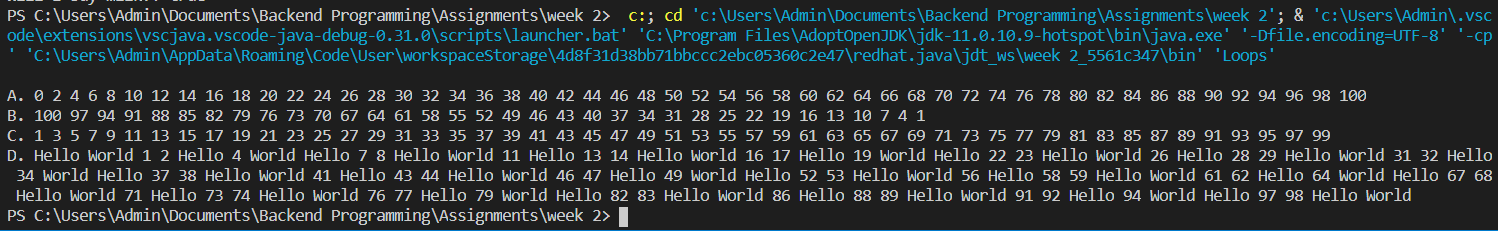 PS C:\Users\Admin\Documents\Backend Programming\Assignments\week 2>  c:; cd 'c:\Users\Admin\Documents\Backend Programming\Assignments\week 2'; & 'c:\Users\Admin\.vsc
ode\extensions\vscjava.vscode-java-debug-0.31.0\scripts\launcher.bat' 'C:\Program Files\AdoptOpenJDK\jdk-11.0.10.9-hotspot\bin\java.exe' '-Dfile.encoding=UTF-8' '-cp
' 'C:\Users\Admin\AppData\Roaming\Code\User\workspaceStorage\4d8f31d38bb71bbccc2ebc05360c2e47\redhat.java\jdt_ws\week 2_5561c347\bin' 'Loops'
A. 0 2 4 6 8 10 12 14 16 18 20 22 24 26 28 30 32 34 36 38 40 42 44 46 48 50 52 54 56 58 60 62 64 66 68 70 72 74 76 78 80 82 84 86 88 90 92 94 96 98 100
B. 100 97 94 91 88 85 82 79 76 73 70 67 64 61 58 55 52 49 46 43 40 37 34 31 28 25 22 19 16 13 10 7 4 1
C. 1 3 5 7 9 11 13 15 17 19 21 23 25 27 29 31 33 35 37 39 41 43 45 47 49 51 53 55 57 59 61 63 65 67 69 71 73 75 77 79 81 83 85 87 89 91 93 95 97 99
D. Hello World 1 2 Hello 4 World Hello 7 8 Hello World 11 Hello 13 14 Hello World 16 17 Hello 19 World Hello 22 23 Hello World 26 Hello 28 29 Hello World 31 32 Hello
 34 World Hello 37 38 Hello World 41 Hello 43 44 Hello World 46 47 Hello 49 World Hello 52 53 Hello World 56 Hello 58 59 Hello World 61 62 Hello 64 World Hello 67 68
 Hello World 71 Hello 73 74 Hello World 76 77 Hello 79 World Hello 82 83 Hello World 86 Hello 88 89 Hello World 91 92 Hello 94 World Hello 97 98 Hello World
PS C:\Users\Admin\Documents\Backend Programming\Assignments\week 2>